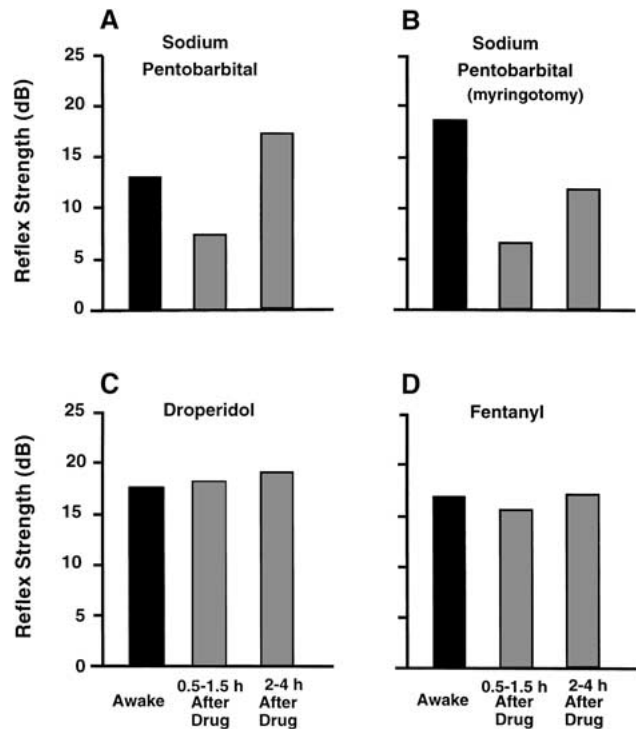 A
Sodium
Pentobarbital
Reflex Strength (dB)
25
20
15
10
5
0
B
Sodium
Pentobarbital
(myringotomy)
C
Droperidol
Reflex Strength (dB)
25
20
15
10
5
0
Awake
0.5-1.5 h
After
Drug
2-4 h
After
Drug
D
Fentanyl
Awake
0.5-1.5 h
After
Drug
2-4 h
After
Drug